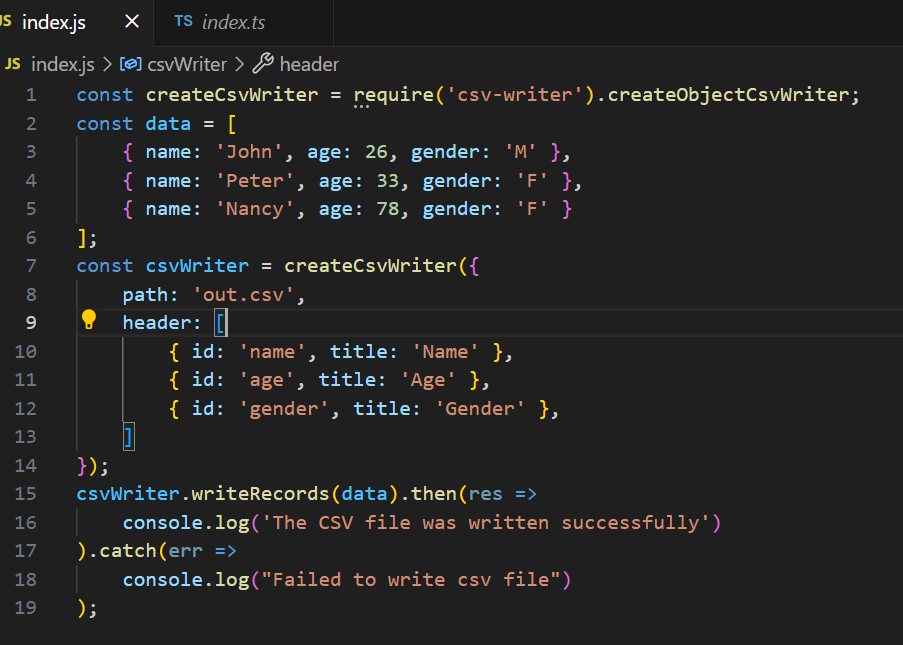 JS index.js × TS index.ts
JS index.js > csvWriter > header
1 const createCsvWriter = require('csv-writer').createObjectCsvWriter;
2 const data = [
3 { name: 'John', age: 26, gender: 'M' },
4 { name: 'Peter', age: 33, gender: 'F' },
5 { name: 'Nancy', age: 78, gender: 'F' }
6 ];
7 const csvWriter = createCsvWriter({
8 path: 'out.csv',
9 header: [
10 { id: 'name', title: 'Name' },
11 { id: 'age', title: 'Age' },
12 { id: 'gender', title: 'Gender' },
13 ]
14 });
15 csvWriter.writeRecords(data).then(res =>
16 console.log('The CSV file was written successfully')
17 ).catch(err =>
18 console.log("Failed to write csv file")
19 );